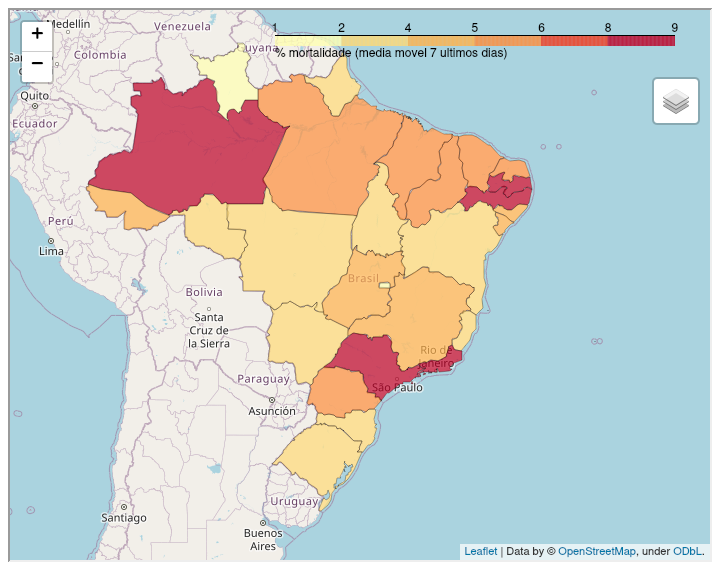 +
−
1 2 4 5 6 8 9
% mortalidade (media movel 7 ultimos dias)
Medellín
Venezuela
Colombia
Quito
Ecuador
Perú
Lima
Brasil
Bolivia
Santa
Cruz de
la Sierra
Rio de
Janeiro
São Paulo
Paraguay
Asunción
Uruguay
Santiago
Buenos
Aires
Leaflet | Data by © OpenStreetMap, under ODbL.